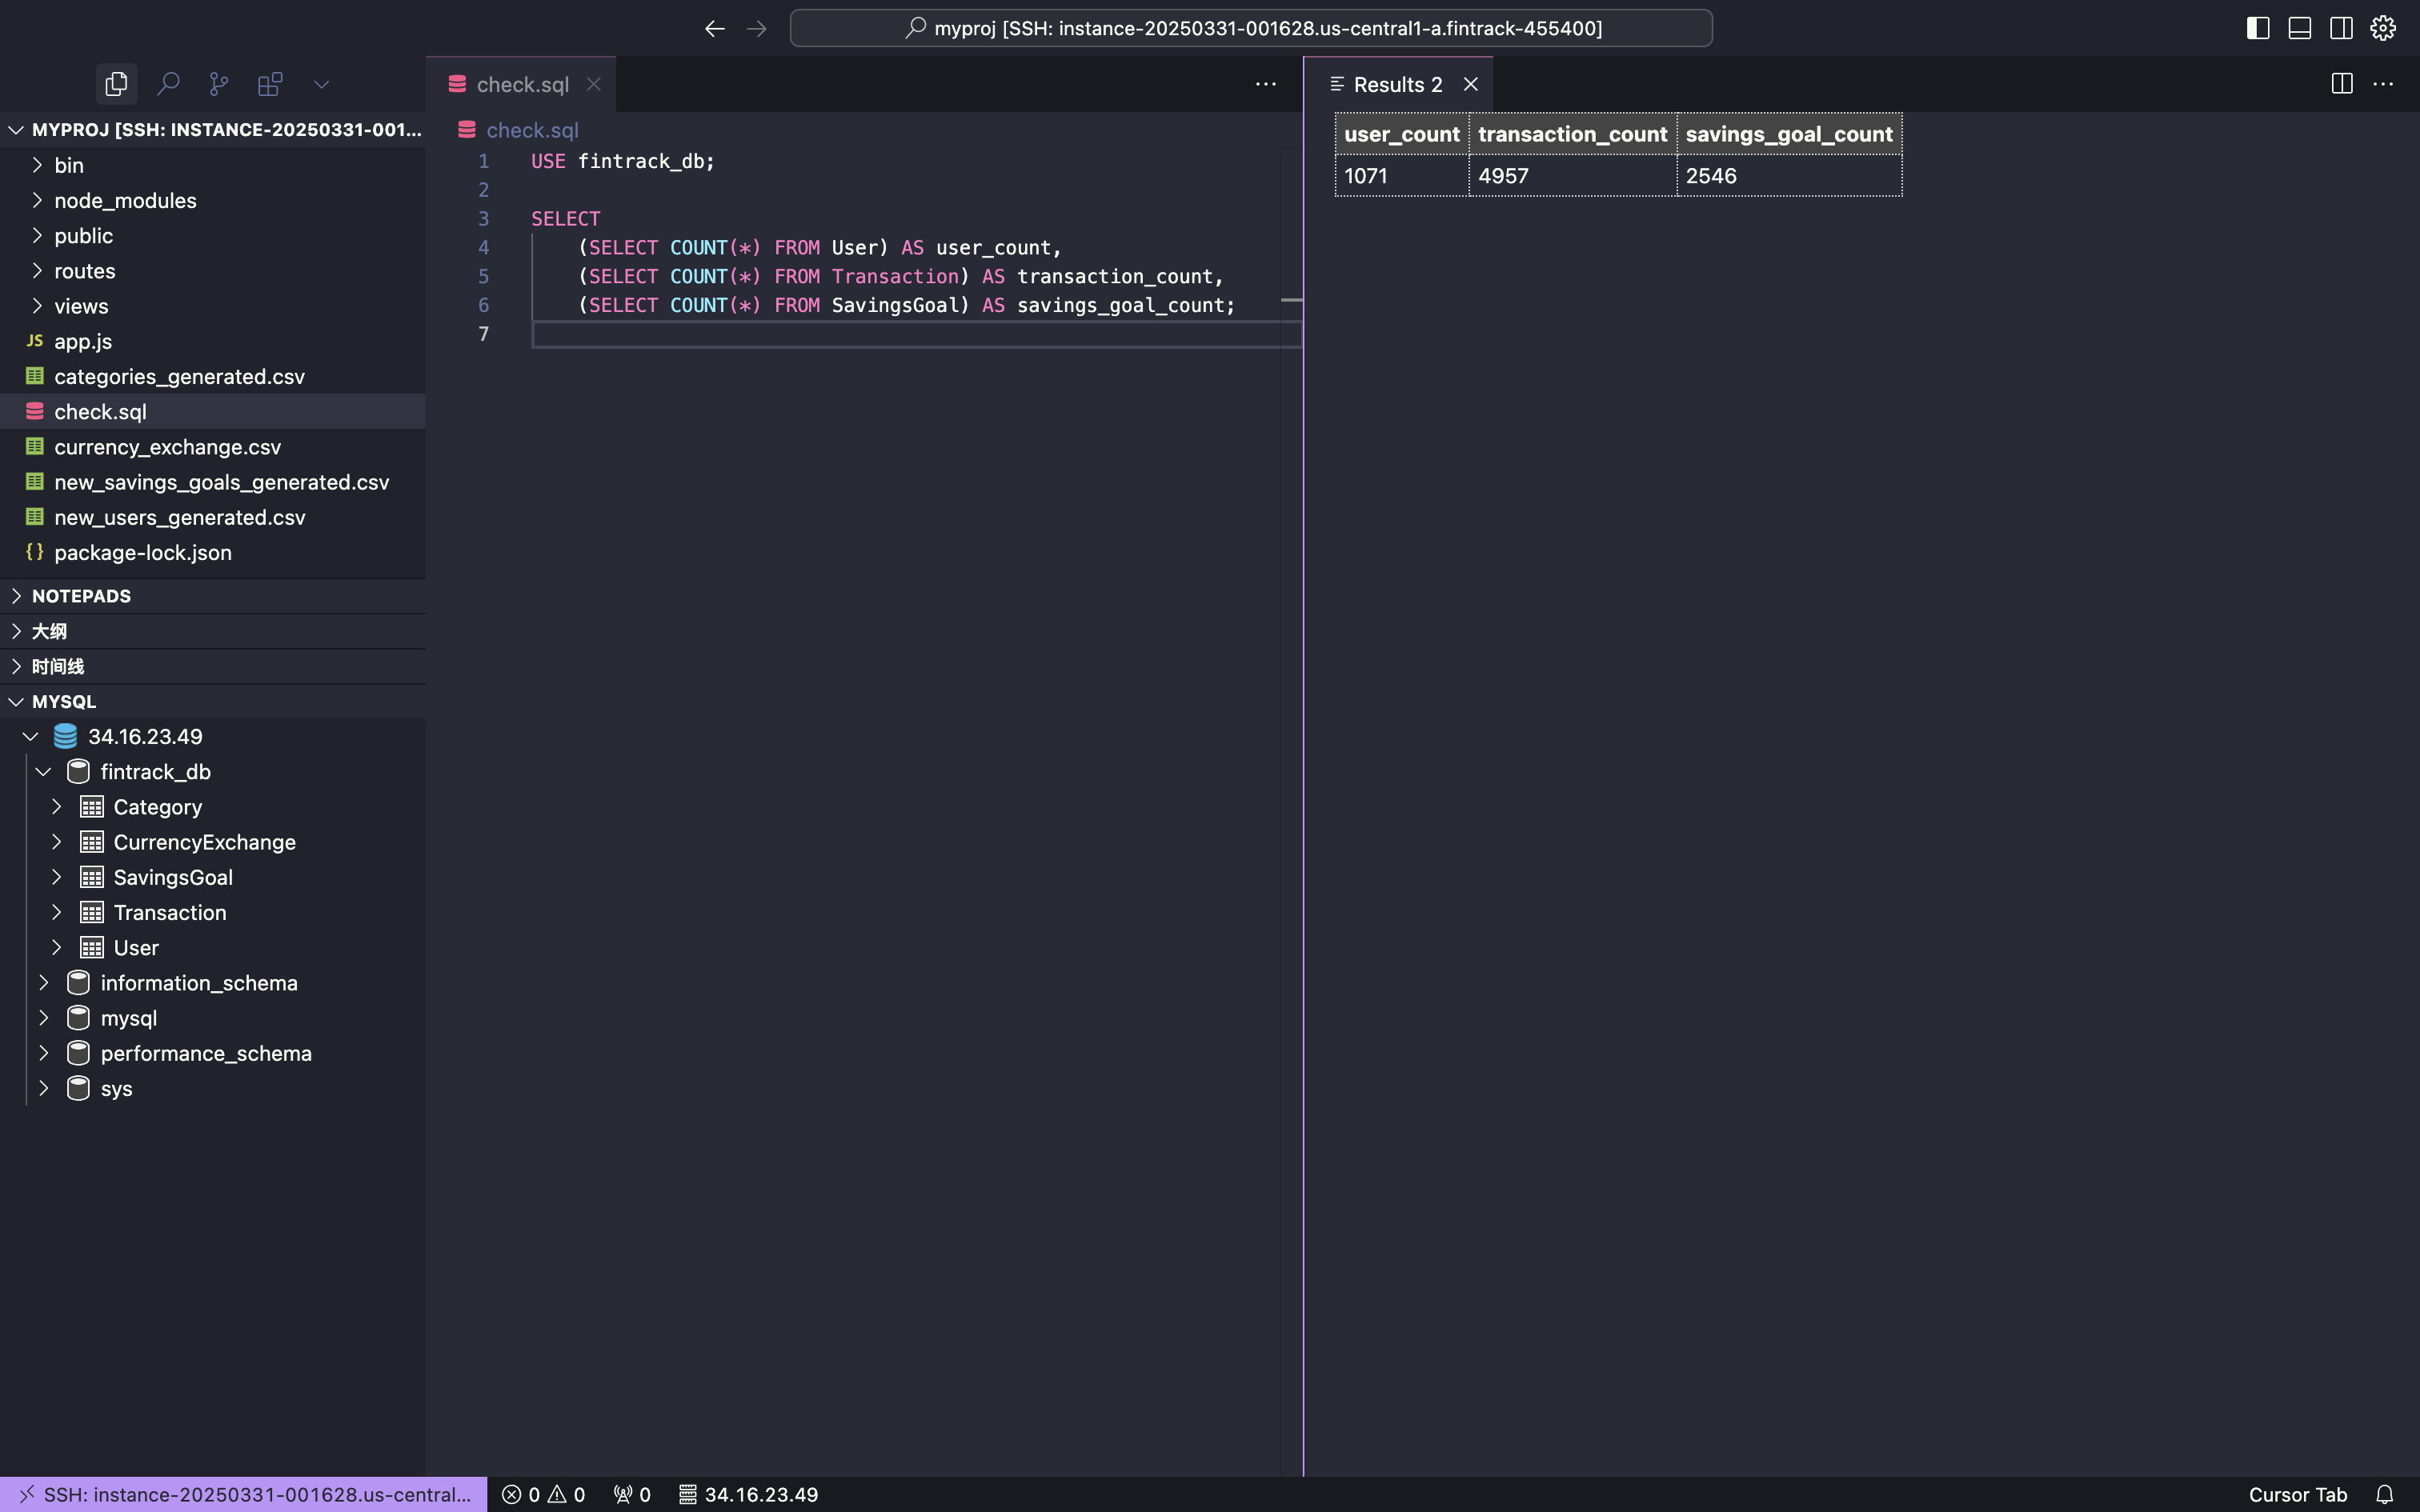 myproj [SSH: instance-20250331-001628.us-central1-a.fintrack-455400]
MYPROJ [SSH: INSTANCE-20250331-001...
bin
node_modules
public
routes
views
JS app.js
categories_generated.csv
check.sql
currency_exchange.csv
new_savings_goals_generated.csv
new_users_generated.csv
{} package-lock.json
NOTEPADS
大纲
时间线
MYSQL
34.16.23.49
fintrack_db
Category
CurrencyExchange
SavingsGoal
Transaction
User
information_schema
mysql
performance_schema
sys
check.sql
check.sql
1 USE fintrack_db;
2
3 SELECT
4 (SELECT COUNT(*) FROM User) AS user_count,
5 (SELECT COUNT(*) FROM Transaction) AS transaction_count,
6 (SELECT COUNT(*) FROM SavingsGoal) AS savings_goal_count;
7
Results 2
user_count transaction_count savings_goal_count
1071 4957 2546
SSH: instance-20250331-001628.us-central... 0 0 0 34.16.23.49 Cursor Tab